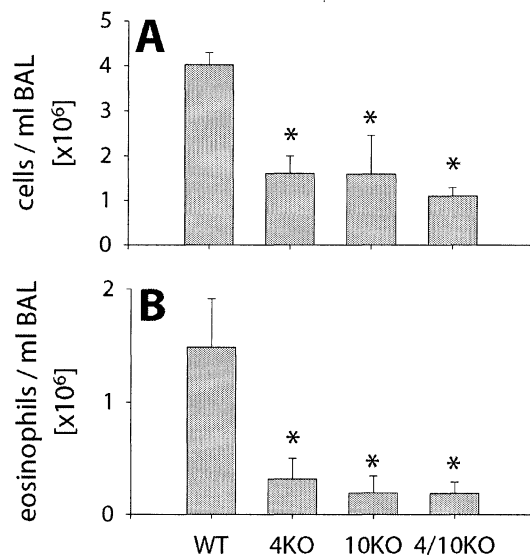 A
cells / ml BAL
[x10⁶]
5
4
3
2
1
0
*
*
*
B
eosinophils / ml BAL
[x10⁶]
2
1
0
*
*
*
WT 4KO 10KO 4/10KO